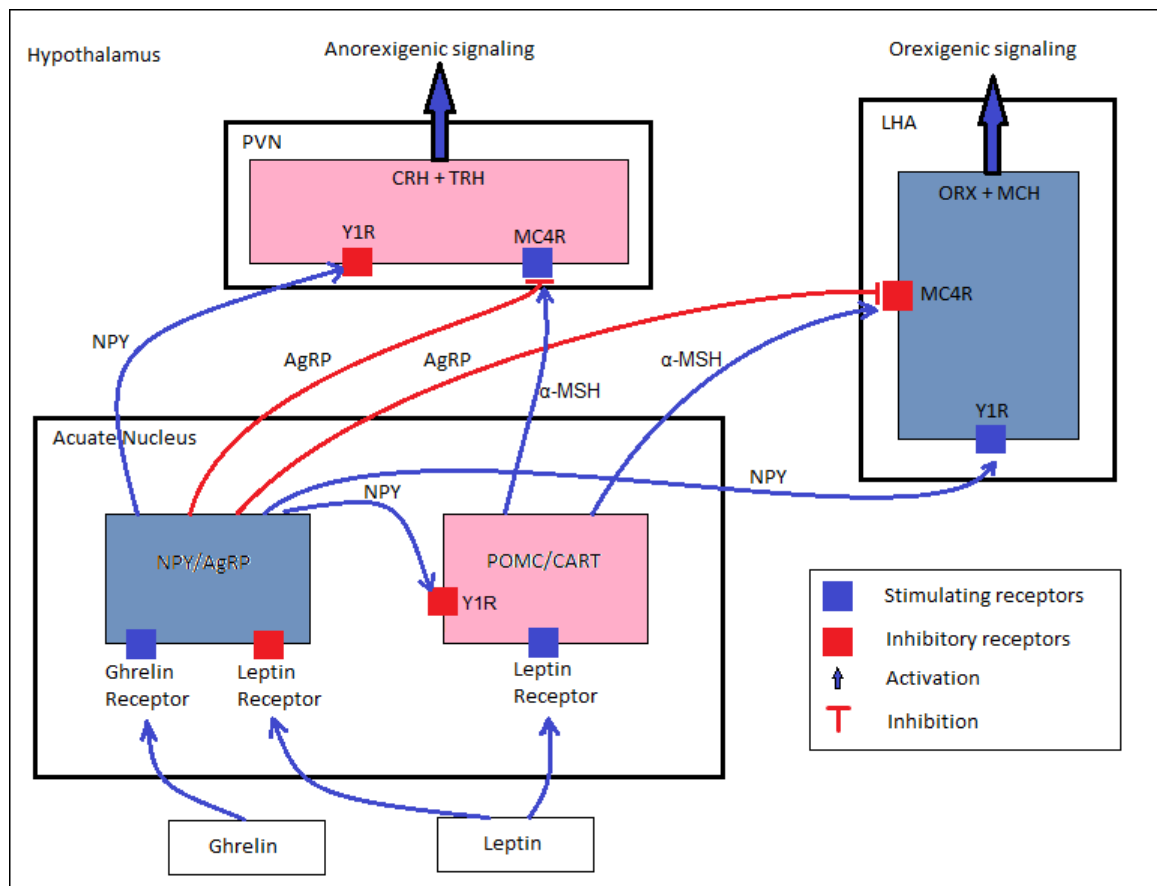 Hypothalamus
Anorexigenic signaling
Orexigenic signaling
PVN
CRH + TRH
Y1R
MC4R
LHA
ORX + MCH
MC4R
Y1R
NPY
AgRP
AgRP
α-MSH
α-MSH
NPY
NPY
Acuate Nucleus
NPY/AgRP
POMC/CART
Y1R
Ghrelin
Receptor
Leptin
Receptor
Leptin
Receptor
Ghrelin
Leptin
Stimulating receptors
Inhibitory receptors
Activation
Inhibition